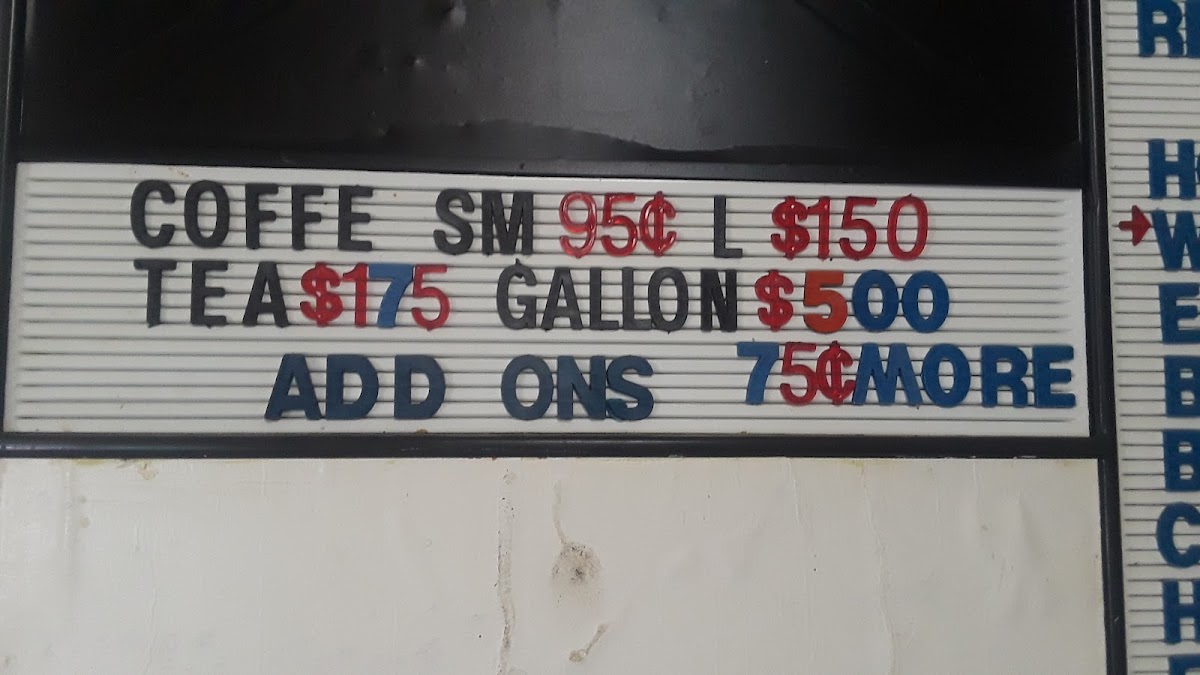 COFFE SM 95¢ L $150
TEA $175 GALLON $500
ADD ONS 75¢ MORE